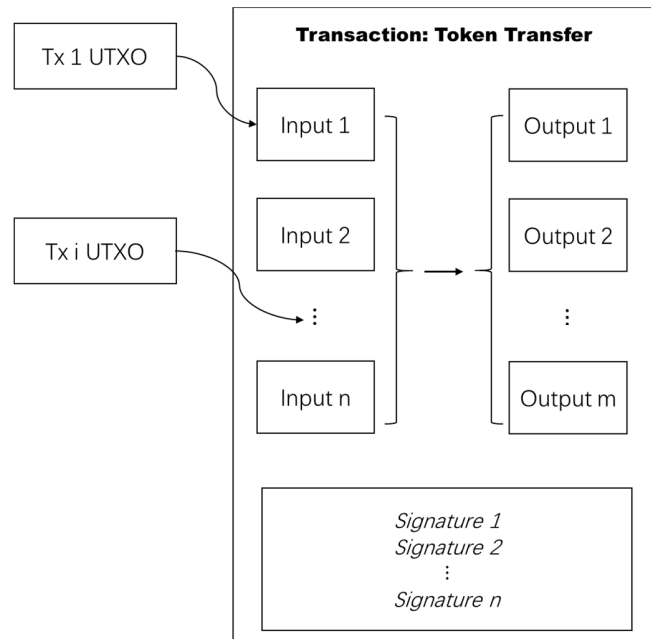 Transaction: Token Transfer
Tx 1 UTXO
Input 1
Output 1
Tx i UTXO
Input 2
Output 2
⋮
⋮
Input n
Output m
Signature 1
Signature 2
⋮
Signature n